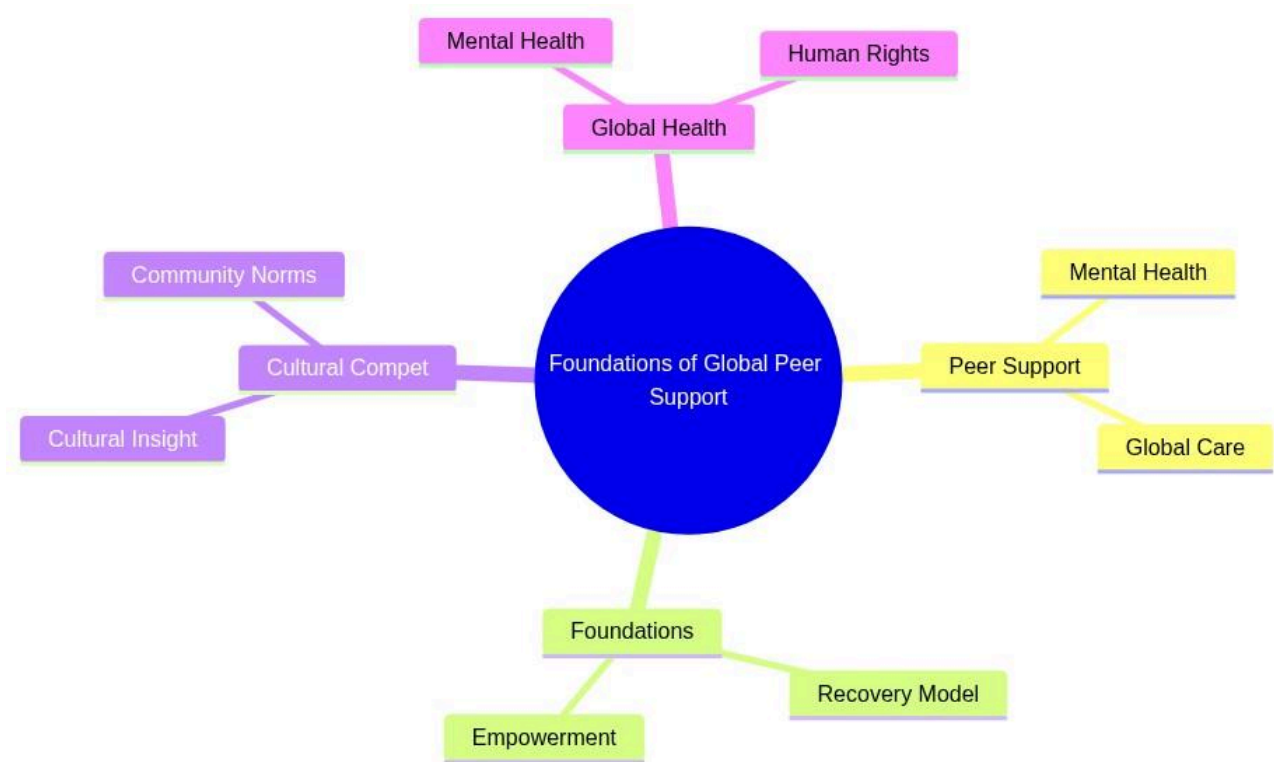 Mental Health
Human Rights
Global Health
Community Norms
Mental Health
Cultural Compet
Foundations of Global Peer
Support
Peer Support
Cultural Insight
Global Care
Foundations
Recovery Model
Empowerment